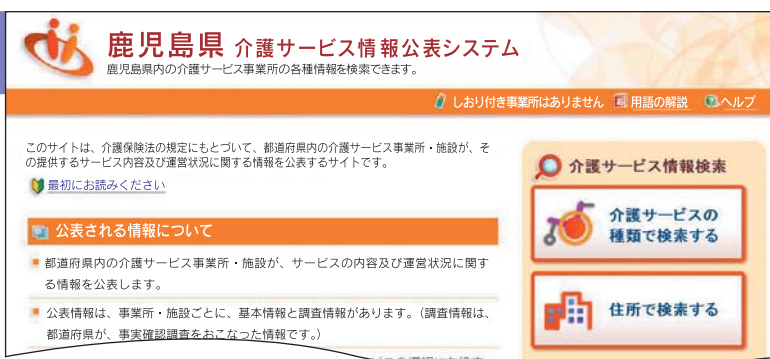 鹿児島県 介護サービス情報公表システム
鹿児島県内の介護サービス事業所の各種情報を検索できます。
しおり付き事業所はありません 用語の解説 ヘルプ
このサイトは、介護保険法の規定にもとづいて、都道府県内の介護サービス事業所・施設が、そ
の提供するサービス内容及び運営状況に関する情報を公表するサイトです。
最初にお読みください
公表される情報について
都道府県内の介護サービス事業所・施設が、サービスの内容及び運営状況に関す
る情報を公表します。
公表情報は、事業所・施設ごとに、基本情報と調査情報があります。(調査情報は、
都道府県が、事実確認調査をおこなった情報です。)
介護サービス情報検索
介護サービスの
種類で検索する
住所で検索する